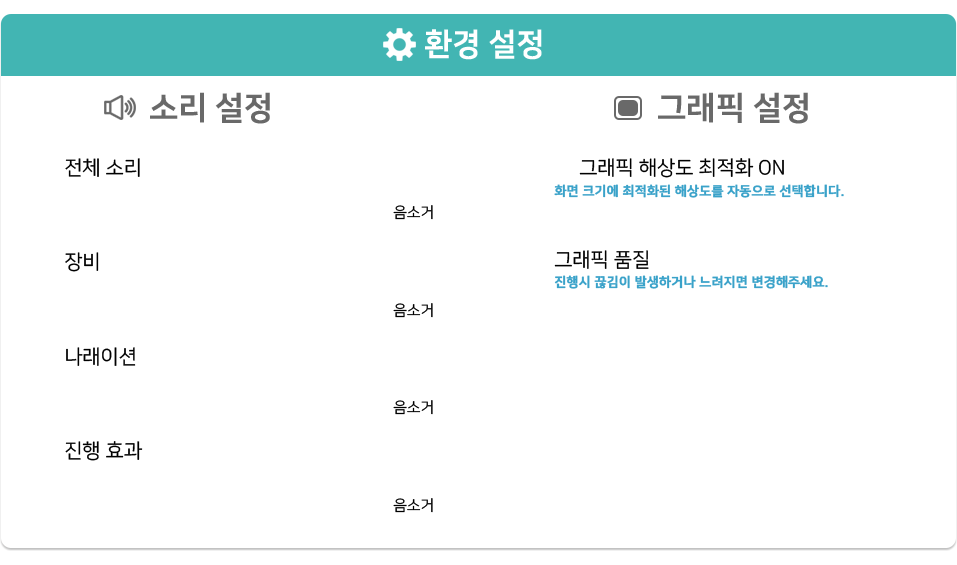 환경 설정
소리 설정
전체 소리
음소거
장비
음소거
나래이션
음소거
진행 효과
음소거
그래픽 설정
그래픽 해상도 최적화 ON
화면 크기에 최적화된 해상도를 자동으로 선택합니다.
그래픽 품질
진행시 끊김이 발생하거나 느려지면 변경해주세요.